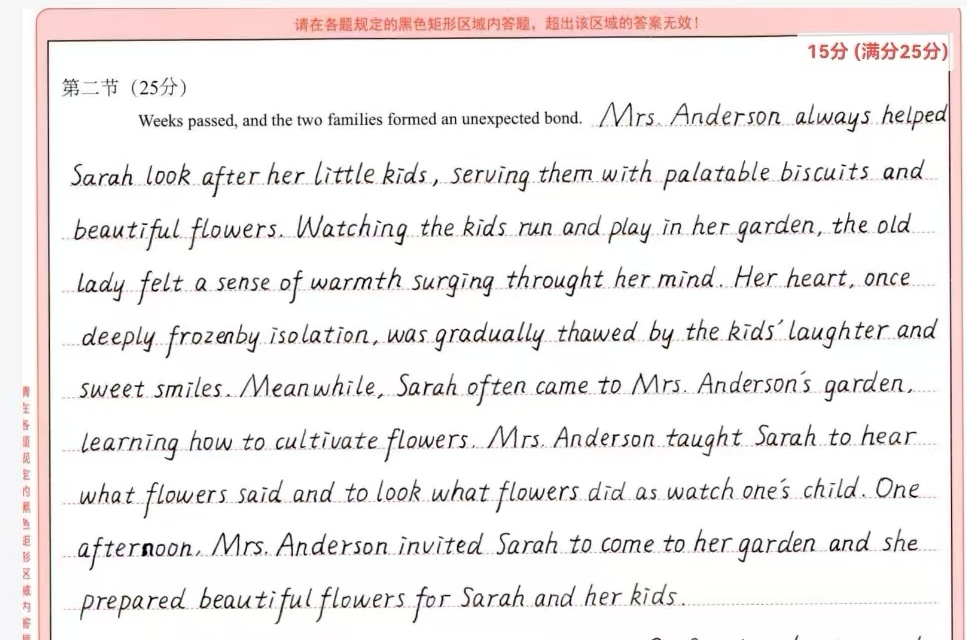 请在各题规定的黑色矩形区域内答题，超出该区域的答案无效！
15分 (满分25分)
第二节（25分）
Weeks passed, and the two families formed an unexpected bond. Mrs. Anderson always helped
Sarah look after her little kids, serving them with palatable biscuits and
beautiful flowers. Watching the kids run and play in her garden, the old
lady felt a sense of warmth surging throught her mind. Her heart, once
deeply frozenby isolation, was gradually thawed by the kids' laughter and
sweet smiles. Meanwhile, Sarah often came to Mrs. Anderson's garden,
learning how to cultivate flowers. Mrs. Anderson taught Sarah to hear
what flowers said and to look what flowers did as watch one's child. One
afternoon, Mrs. Anderson invited Sarah to come to her garden and she
prepared beautiful flowers for Sarah and her kids.
请在各题规定的黑色矩形区域内答